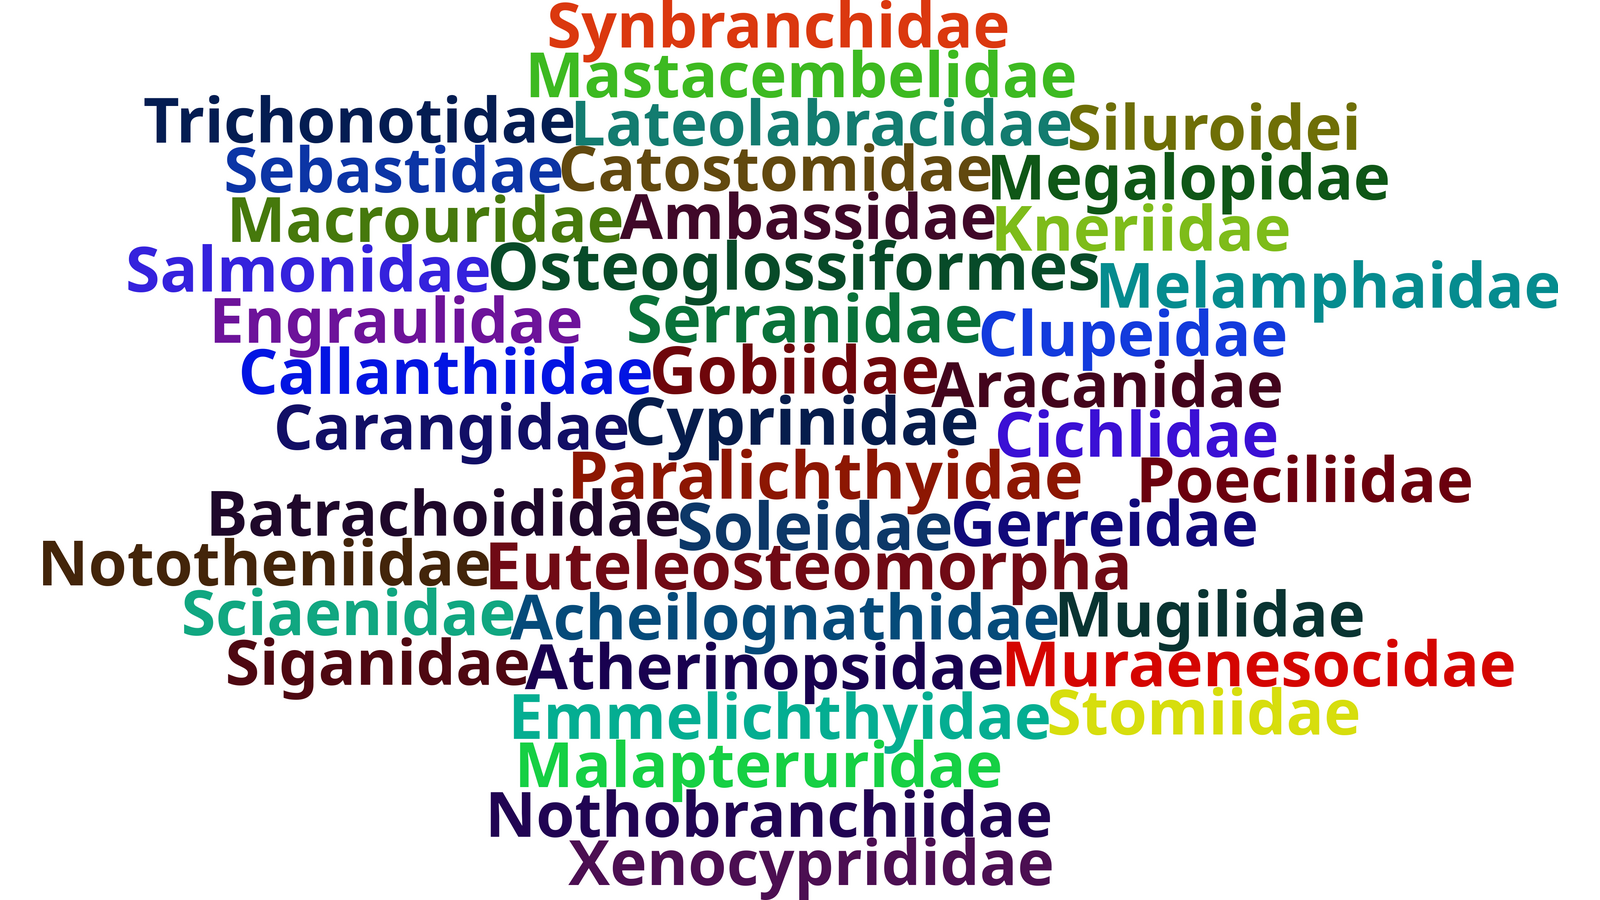 Synbranchidae
Mastacembelidae
Trichonotidae Lateolabracidae Siluroidei
Sebastidae Catostomidae Megalopidae
Macrouridae Ambassidae Kneriidae
Salmonidae Osteoglossiformes Melamphaidae
Engraulidae Serranidae Clupeidae
Callanthiidae Gobiidae Aracanidae
Carangidae Cyprinidae Cichlidae
Paralichthyidae Poeciliidae
Batrachoididae Soleidae Gerreidae
Nototheniidae Euteleosteomorpha
Sciaenidae Acheilognathidae Mugilidae
Siganidae Atherinopsidae Muraenesocidae
Emmelichthyidae Stomiidae
Malapteruridae
Nothobranchiidae
Xenocyprididae